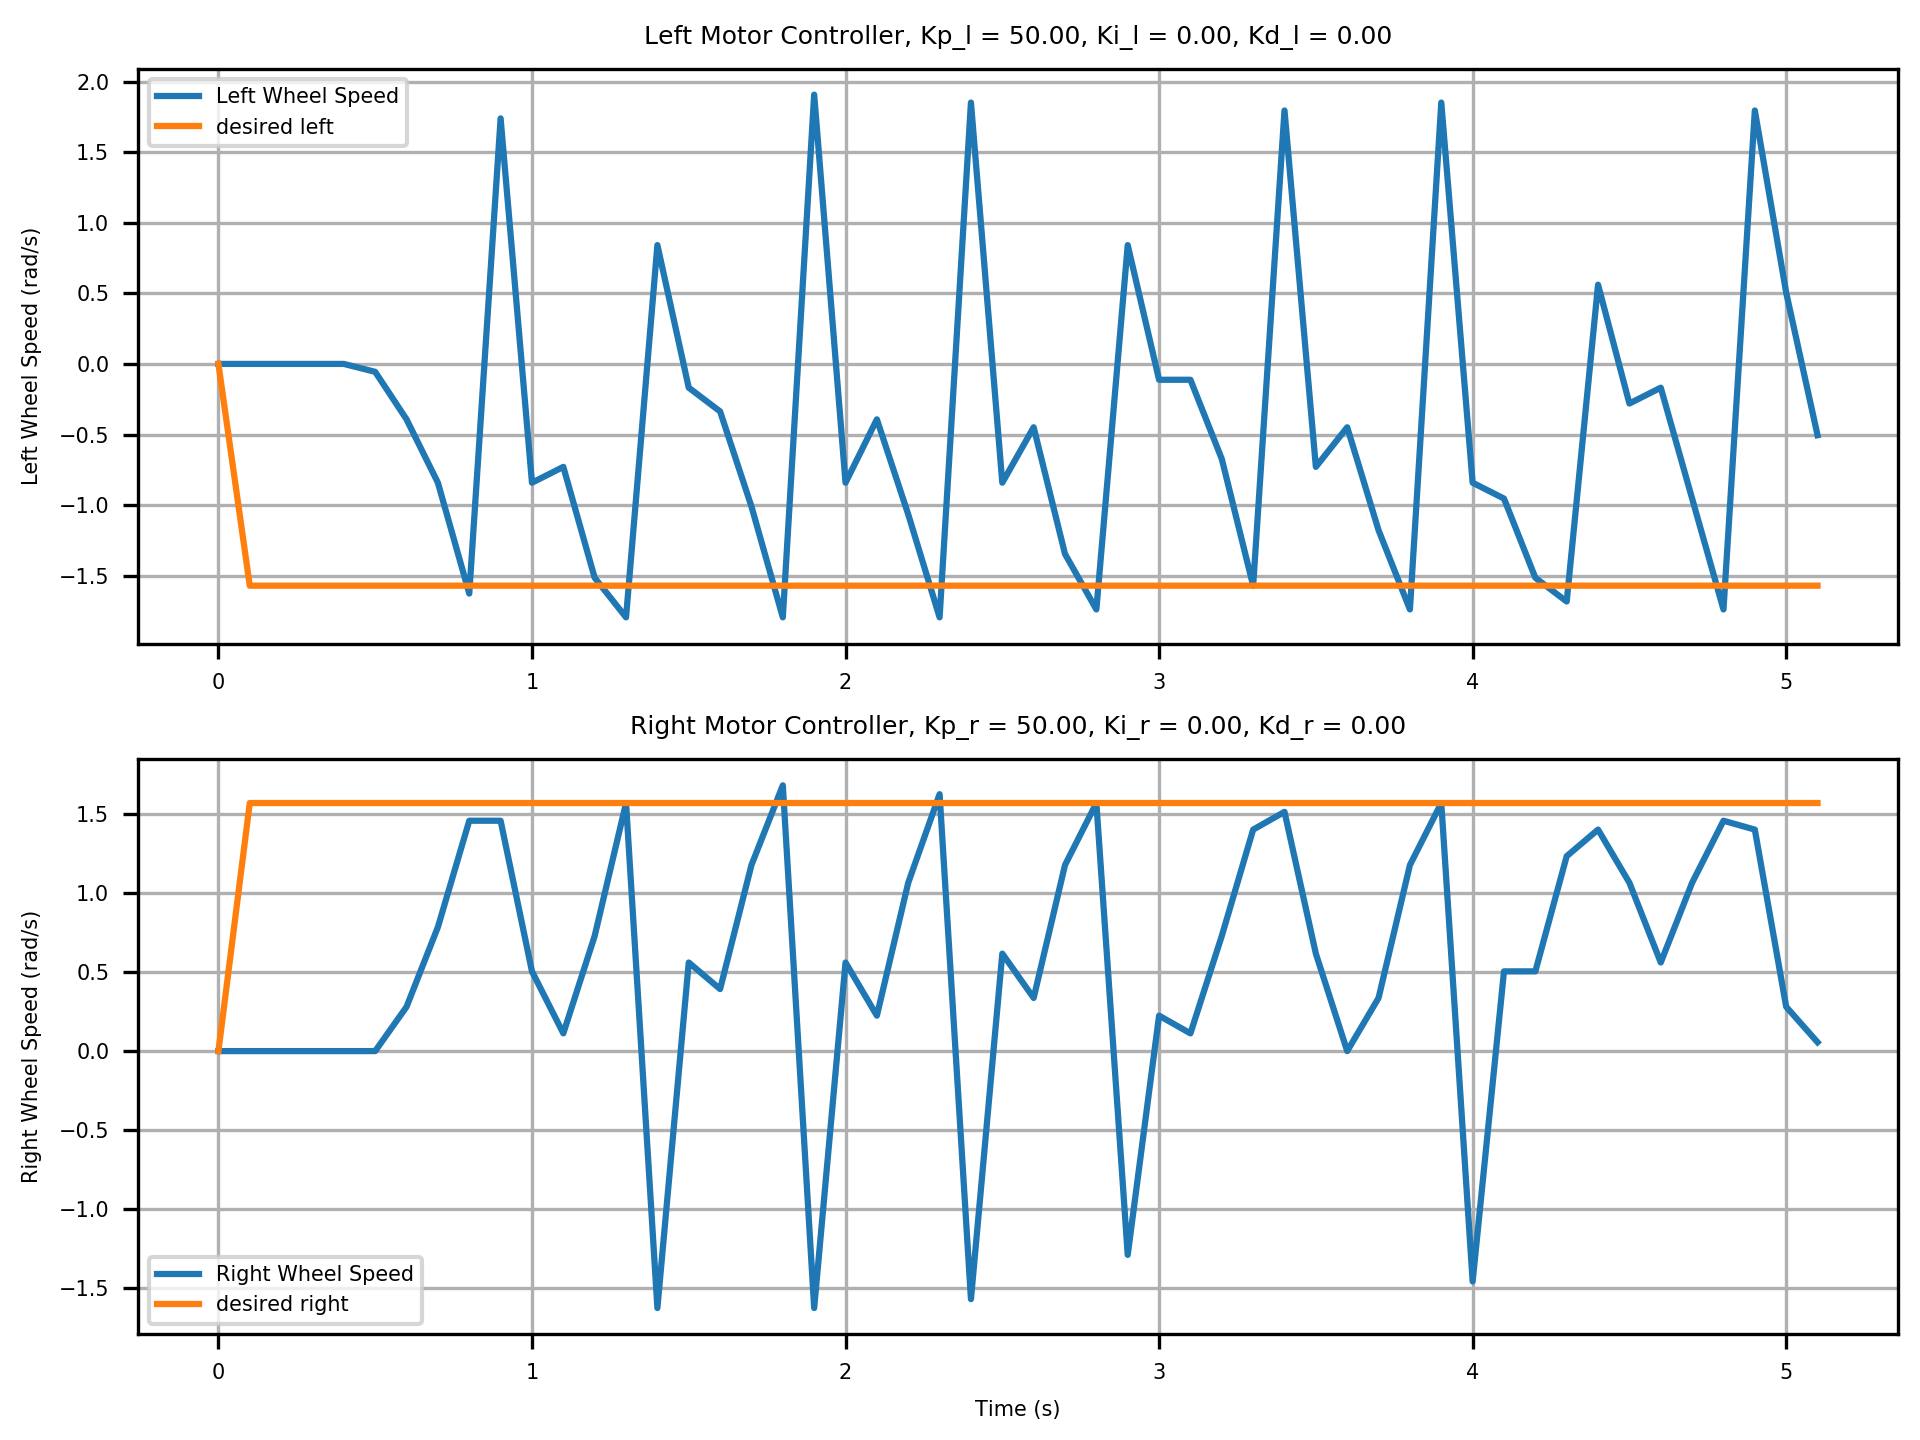 Left Motor Controller, Kp_l = 50.00, Ki_l = 0.00, Kd_l = 0.00
Left Wheel Speed (rad/s)
2.0
1.5
1.0
0.5
0.0
−0.5
−1.0
−1.5
Left Wheel Speed
desired left
0 1 2 3 4 5
Right Motor Controller, Kp_r = 50.00, Ki_r = 0.00, Kd_r = 0.00
Right Wheel Speed (rad/s)
1.5
1.0
0.5
0.0
−0.5
−1.0
−1.5
Right Wheel Speed
desired right
0 1 2 3 4 5
Time (s)